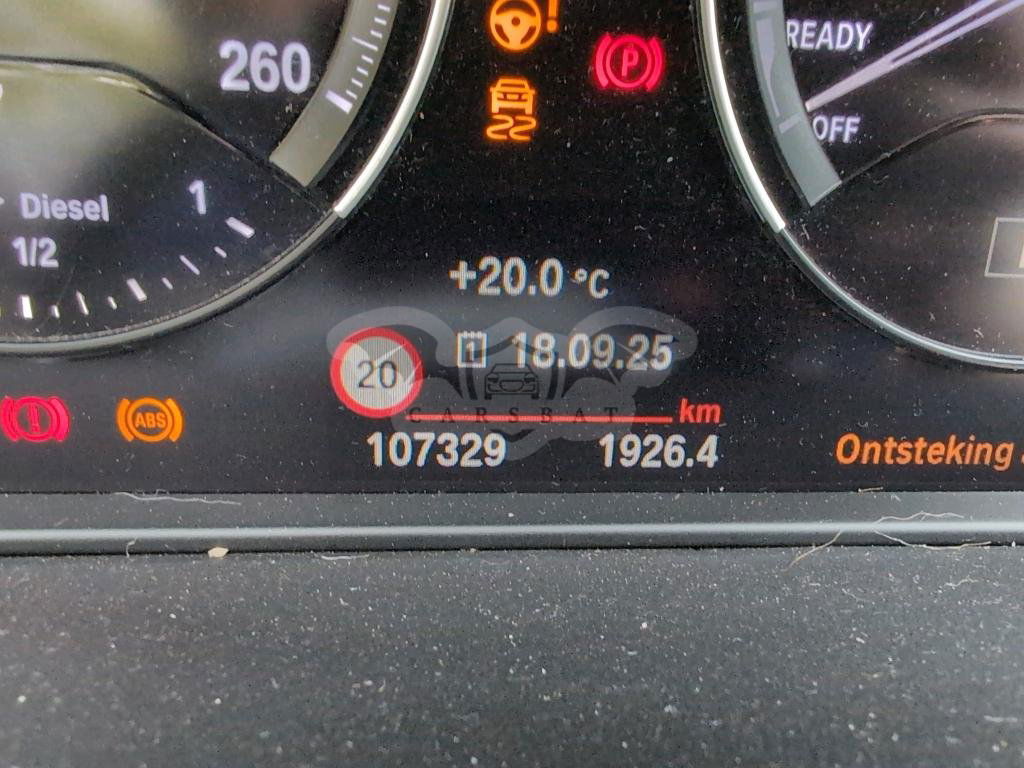 260
READY
OFF
P
Diesel
1
1/2
+20.0 °C
20
1 18.09.25
CARSBAT
km
ABS
107329
1926.4
Ontsteking